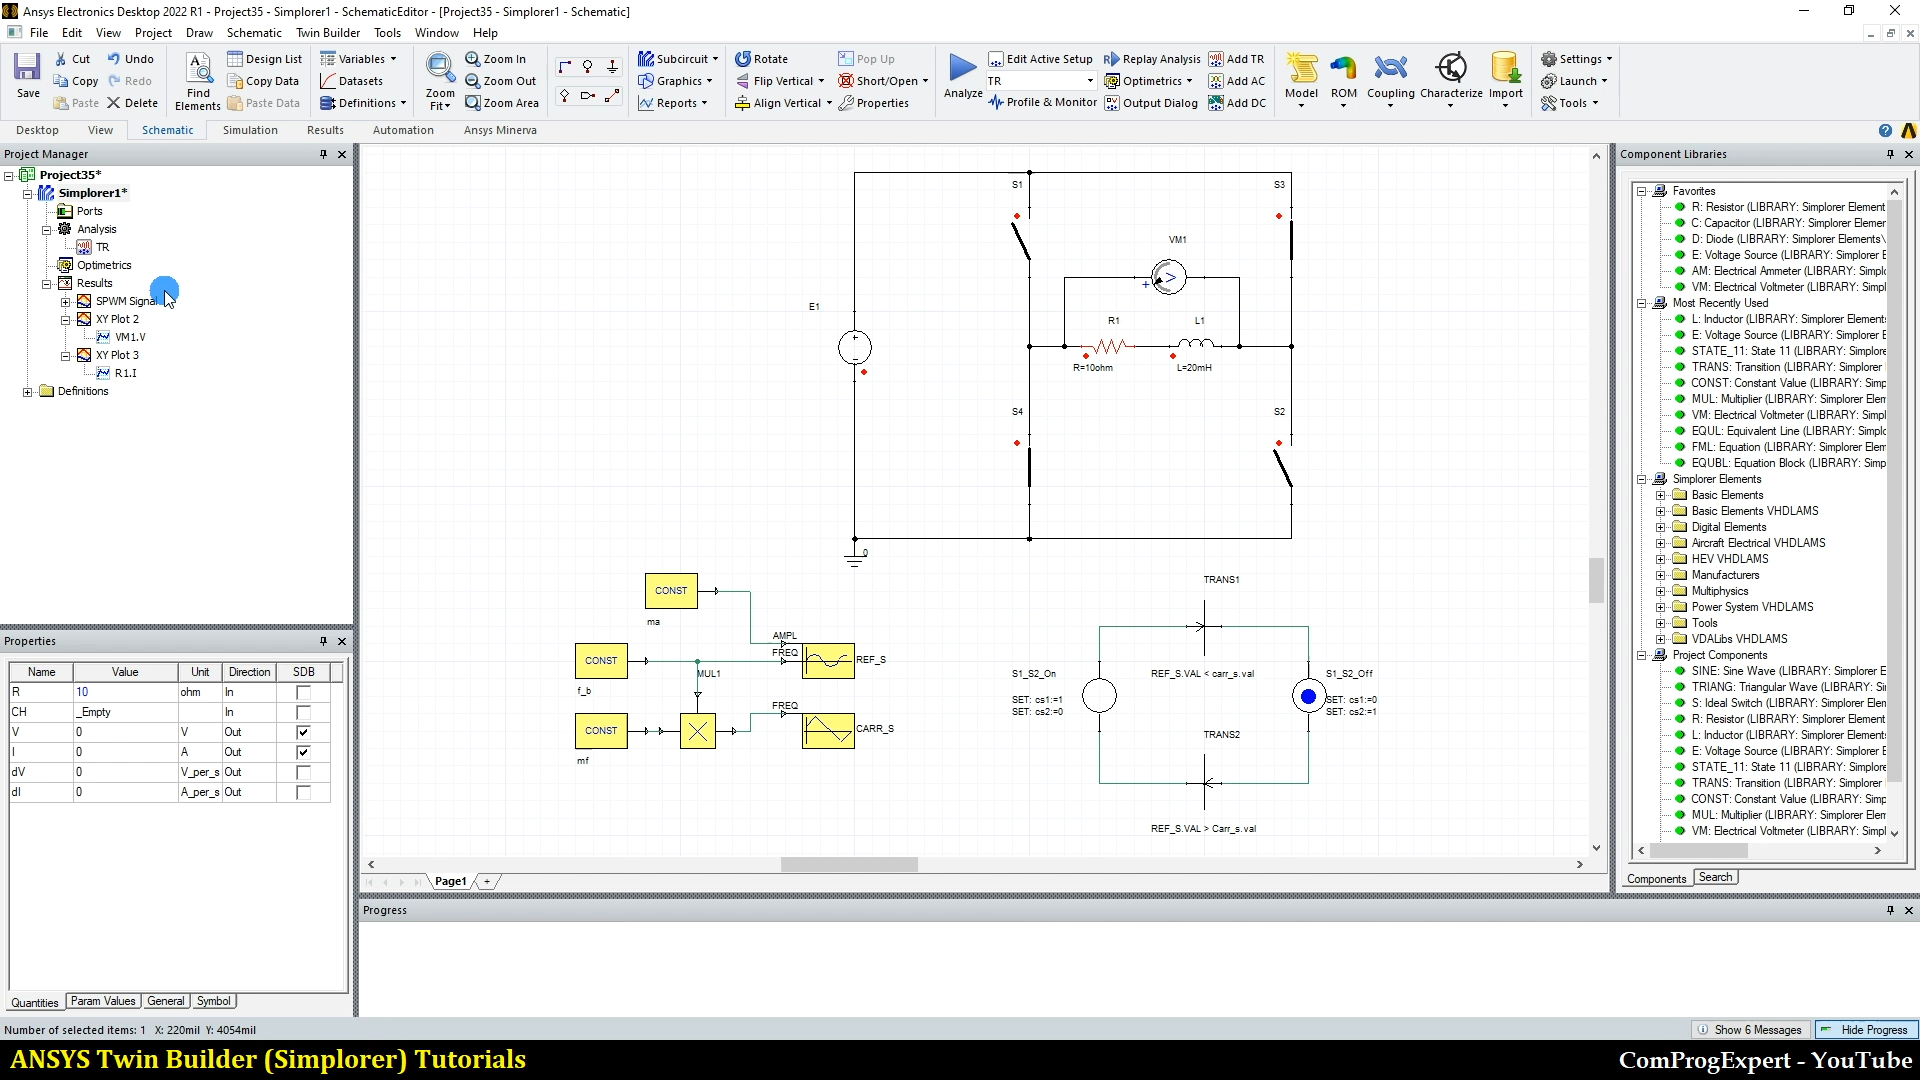 Ansys Electronics Desktop 2022 R1 - Project35 - Simplorer1 - SchematicEditor - [Project35 - Simplorer1 - Schematic]
File Edit View Project Draw Schematic Twin Builder Tools Window Help
Save
Cut
Copy
Paste
Undo
Redo
Delete
Find
Elements
Design List
Copy Data
Paste Data
Variables
Datasets
Definitions
Zoom
Fit
Zoom In
Zoom Out
Zoom Area
Subcircuit
Graphics
Reports
Rotate
Flip Vertical
Align Vertical
Pop Up
Short/Open
Properties
Analyze
Edit Active Setup
TR
Profile & Monitor
Replay Analysis
Optimetrics
Output Dialog
Add TR
Add AC
Add DC
Model
ROM
Coupling
Characterize
Import
Settings
Launch
Tools
Desktop View Schematic Simulation Results Automation Ansys Minerva
Project Manager
Project35*
Simplorer1*
Ports
Analysis
TR
Optimetrics
Results
SPWM Signal
XY Plot 2
VM1.V
XY Plot 3
R1.I
Definitions
Properties
Name Value Unit Direction SDB
R 10 ohm In
CH _Empty In
V 0 V Out
I 0 A Out
dV 0 V_per_s Out
dI 0 A_per_s Out
Quantities Param Values General Symbol
S1
S3
VM1
+
E1
R1
L1
R=10ohm
L=20mH
S4
S2
0
CONST
ma
AMPL
FREQ
CONST
REF_S
f_b
MUL1
FREQ
CONST
CARR_S
mf
TRANS1
REF_S.VAL < carr_s.val
S1_S2_On
SET: cs1:=1
SET: cs2:=0
S1_S2_Off
SET: cs1:=0
SET: cs2:=1
TRANS2
REF_S.VAL > Carr_s.val
Page1 +
Progress
Component Libraries
Favorites
R: Resistor (LIBRARY: Simplorer Element
C: Capacitor (LIBRARY: Simplorer Elemer
D: Diode (LIBRARY: Simplorer Elements\
E: Voltage Source (LIBRARY: Simplorer E
AM: Electrical Ammeter (LIBRARY: Simplo
VM: Electrical Voltmeter (LIBRARY: Simpl
Most Recently Used
L: Inductor (LIBRARY: Simplorer Element:
E: Voltage Source (LIBRARY: Simplorer E
STATE_11: State 11 (LIBRARY: Simplore
TRANS: Transition (LIBRARY: Simplorer
CONST: Constant Value (LIBRARY: Simp
MUL: Multiplier (LIBRARY: Simplorer Elem
VM: Electrical Voltmeter (LIBRARY: Simpl
EQUL: Equivalent Line (LIBRARY: Simplo
FML: Equation (LIBRARY: Simplorer Elem
EQUBL: Equation Block (LIBRARY: Simp
Simplorer Elements
Basic Elements
Basic Elements VHDLAMS
Digital Elements
Aircraft Electrical VHDLAMS
HEV VHDLAMS
Manufacturers
Multiphysics
Power System VHDLAMS
Tools
VDALibs VHDLAMS
Project Components
SINE: Sine Wave (LIBRARY: Simplorer E
TRIANG: Triangular Wave (LIBRARY: Si
S: Ideal Switch (LIBRARY: Simplorer Elem
R: Resistor (LIBRARY: Simplorer Element
L: Inductor (LIBRARY: Simplorer Element:
E: Voltage Source (LIBRARY: Simplorer E
STATE_11: State 11 (LIBRARY: Simplore
TRANS: Transition (LIBRARY: Simplorer
CONST: Constant Value (LIBRARY: Simp
MUL: Multiplier (LIBRARY: Simplorer Elem
VM: Electrical Voltmeter (LIBRARY: Simpl
Components Search
Number of selected items: 1 X: 220mil Y: 4054mil
Show 6 Messages
Hide Progress
ANSYS Twin Builder (Simplorer) Tutorials
ComProgExpert - YouTube